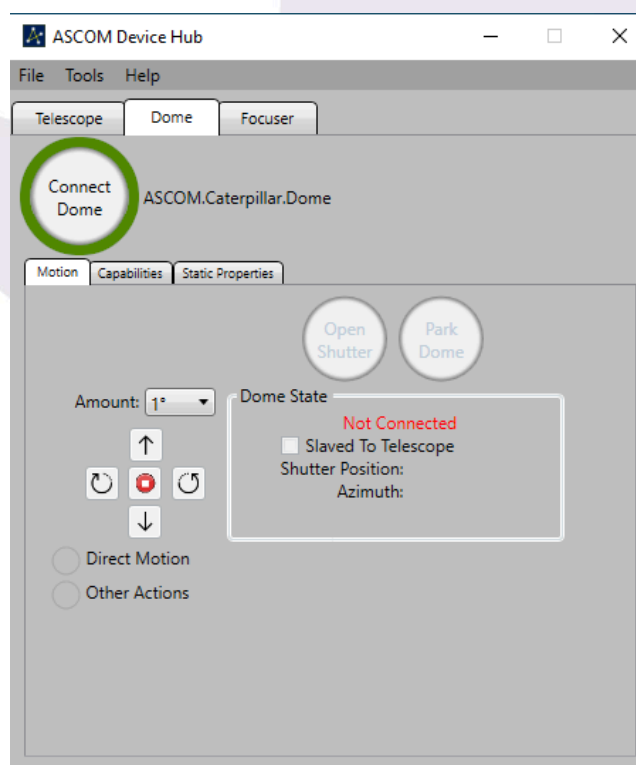 ASCOM Device Hub
File Tools Help
Telescope Dome Focuser
Connect
Dome
ASCOM.Caterpillar.Dome
Motion Capabilities Static Properties
Open
Shutter
Park
Dome
Amount: 1°
Dome State
Not Connected
Slaved To Telescope
Shutter Position:
Azimuth:
Direct Motion
Other Actions